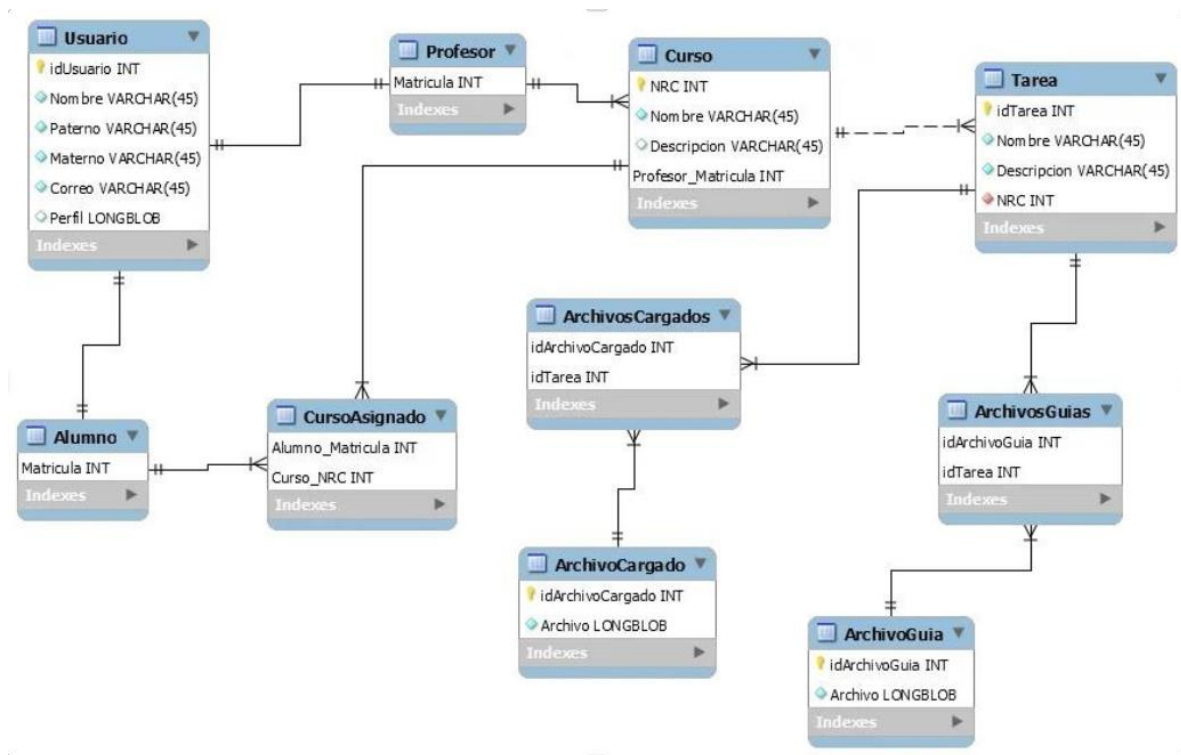 Usuario
idUsuario INT
Nombre VARCHAR(45)
Paterno VARCHAR(45)
Materno VARCHAR(45)
Correo VARCHAR(45)
Perfil LONGBLOB
Indexes
Profesor
Matricula INT
Indexes
Curso
NRC INT
Nombre VARCHAR(45)
Descripcion VARCHAR(45)
Profesor_Matricula INT
Indexes
Tarea
idTarea INT
Nombre VARCHAR(45)
Descripcion VARCHAR(45)
NRC INT
Indexes
ArchivosCargados
idArchivoCargado INT
idTarea INT
Indexes
Alumno
Matricula INT
Indexes
CursoAsignado
Alumno_Matricula INT
Curso_NRC INT
Indexes
ArchivosGuias
idArchivoGuia INT
idTarea INT
Indexes
ArchivoCargado
idArchivoCargado INT
Archivo LONGBLOB
Indexes
ArchivoGuia
idArchivoGuia INT
Archivo LONGBLOB
Indexes